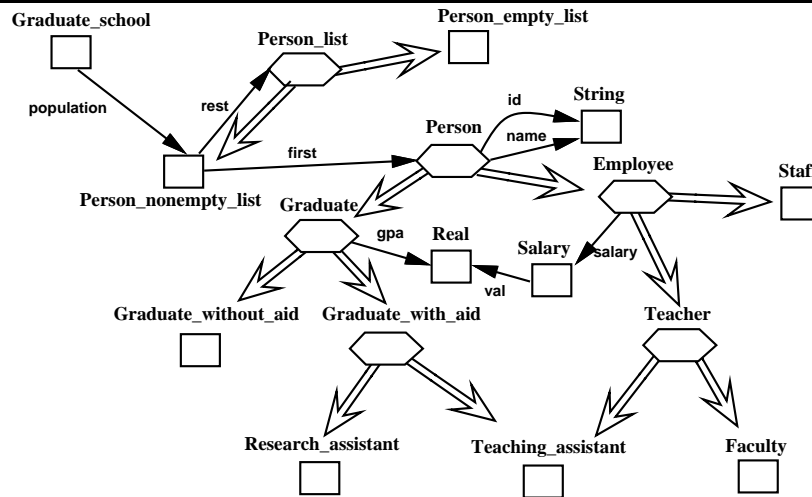 Graduate_school
Person_list
Person_empty_list
population
rest
id
String
Person
name
first
Employee
Person_nonempty_list
Staf
Graduate
gpa
Real
Salary
salary
val
Graduate_without_aid
Graduate_with_aid
Teacher
Research_assistant
Teaching_assistant
Faculty